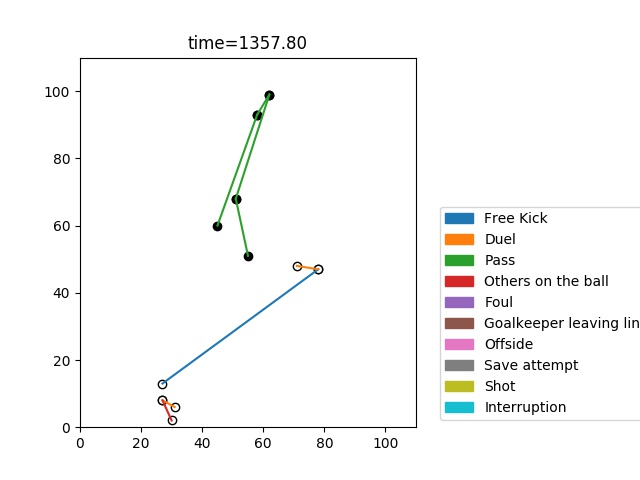 time=1357.80
100
80
60
40
20
0
0 20 40 60 80 100
Free Kick
Duel
Pass
Others on the ball
Foul
Goalkeeper leaving lin
Offside
Save attempt
Shot
Interruption